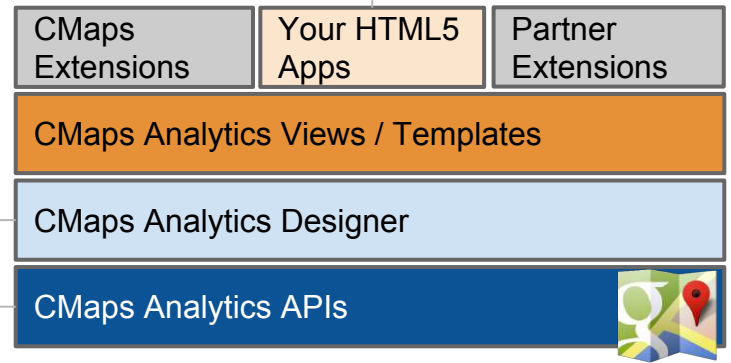 CMaps
Extensions
Your HTML5
Apps
Partner
Extensions
CMaps Analytics Views / Templates
CMaps Analytics Designer
CMaps Analytics APIs
g